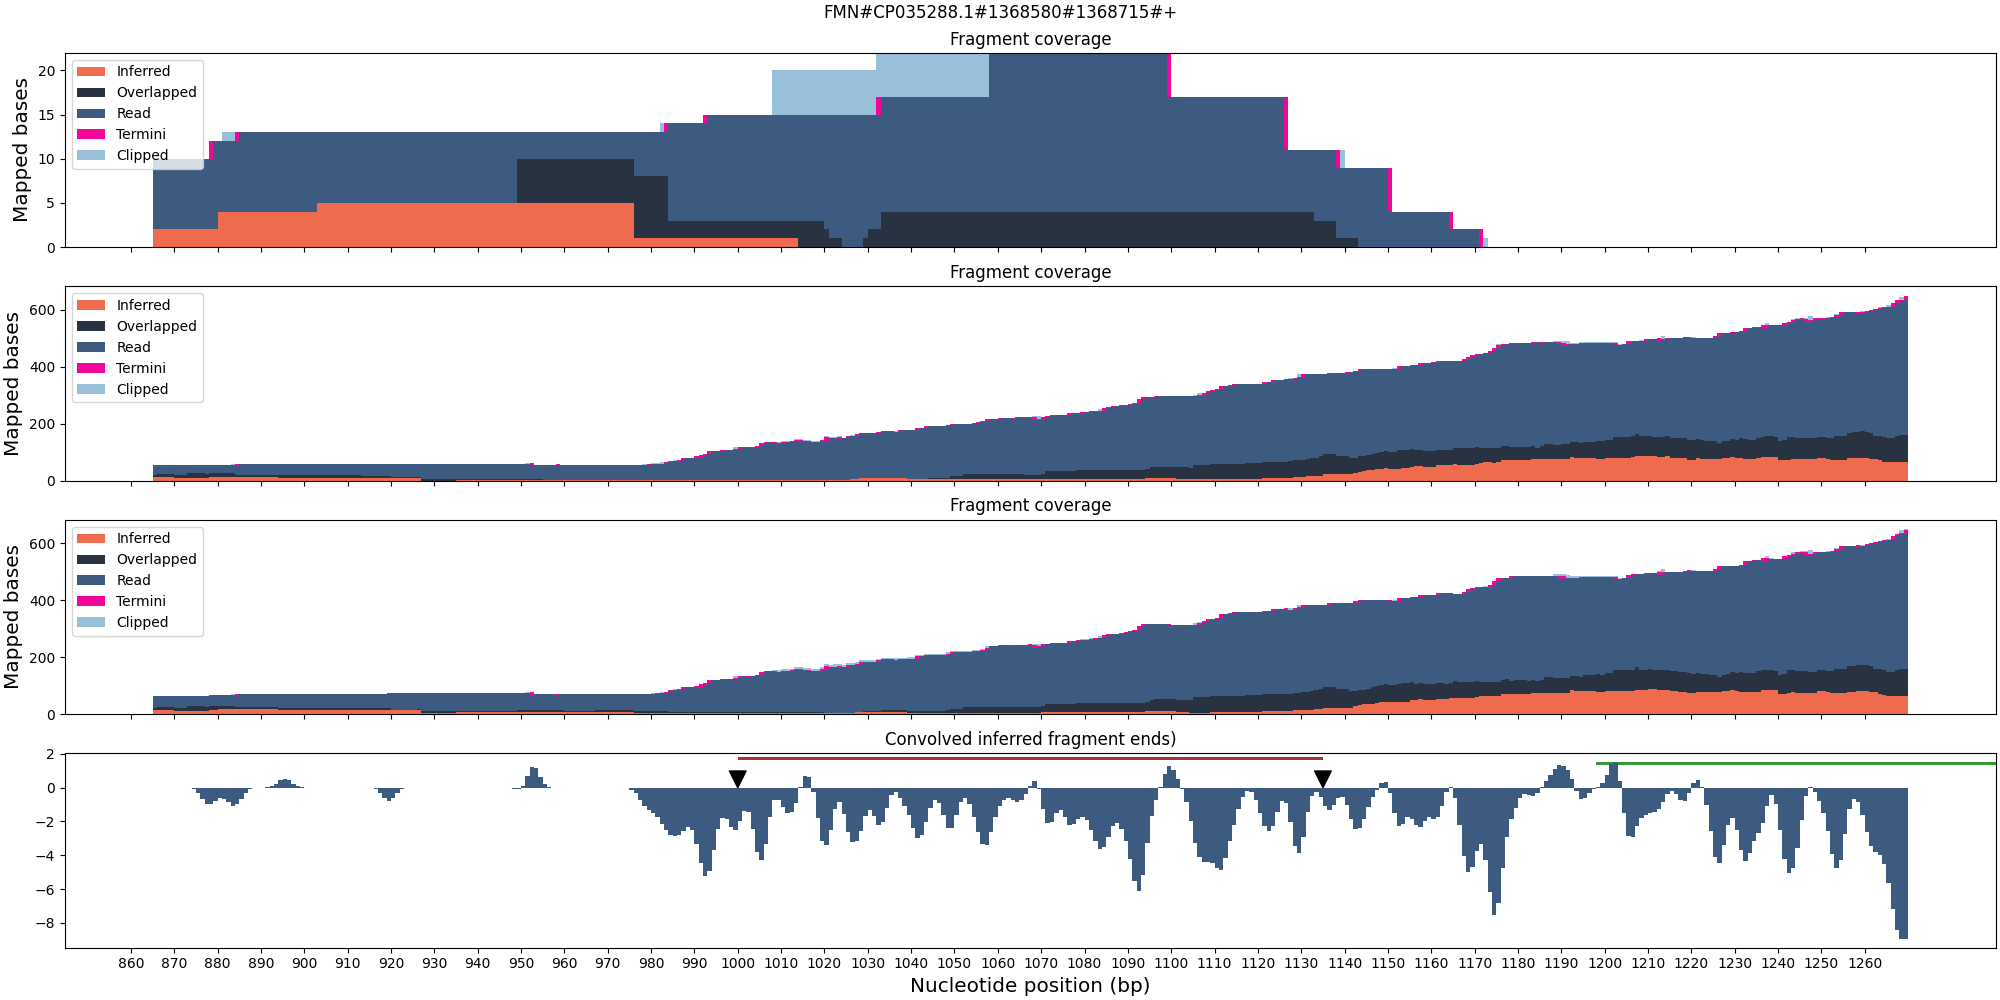 FMN#CP035288.1#1368580#1368715#+
Fragment coverage
Mapped bases
20
15
10
5
0
Inferred
Overlapped
Read
Termini
Clipped
Fragment coverage
Mapped bases
600
400
200
0
Inferred
Overlapped
Read
Termini
Clipped
Fragment coverage
Mapped bases
600
400
200
0
Inferred
Overlapped
Read
Termini
Clipped
Convolved inferred fragment ends)
2
0
−2
−4
−6
−8
860 870 880 890 900 910 920 930 940 950 960 970 980 990 1000 1010 1020 1030 1040 1050 1060 1070 1080 1090 1100 1110 1120 1130 1140 1150 1160 1170 1180 1190 1200 1210 1220 1230 1240 1250 1260
Nucleotide position (bp)